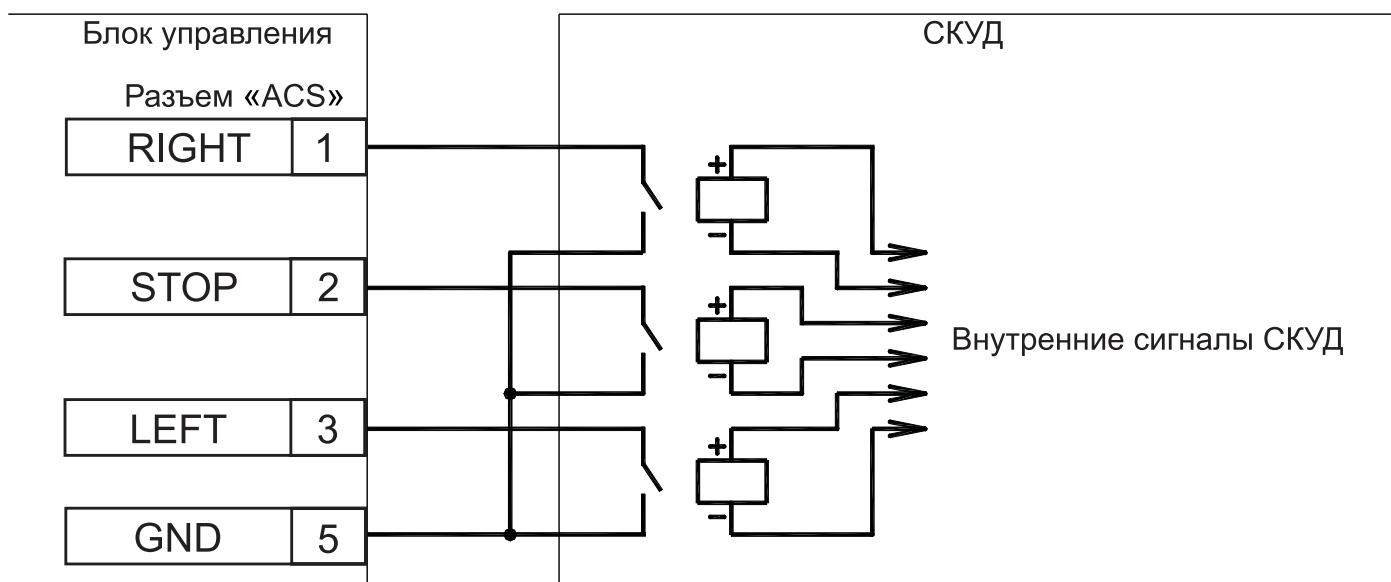 Блок управления
СКУД
Разъем «ACS»
RIGHT 1
+
−
STOP 2
+
−
Внутренние сигналы СКУД
LEFT 3
+
−
GND 5